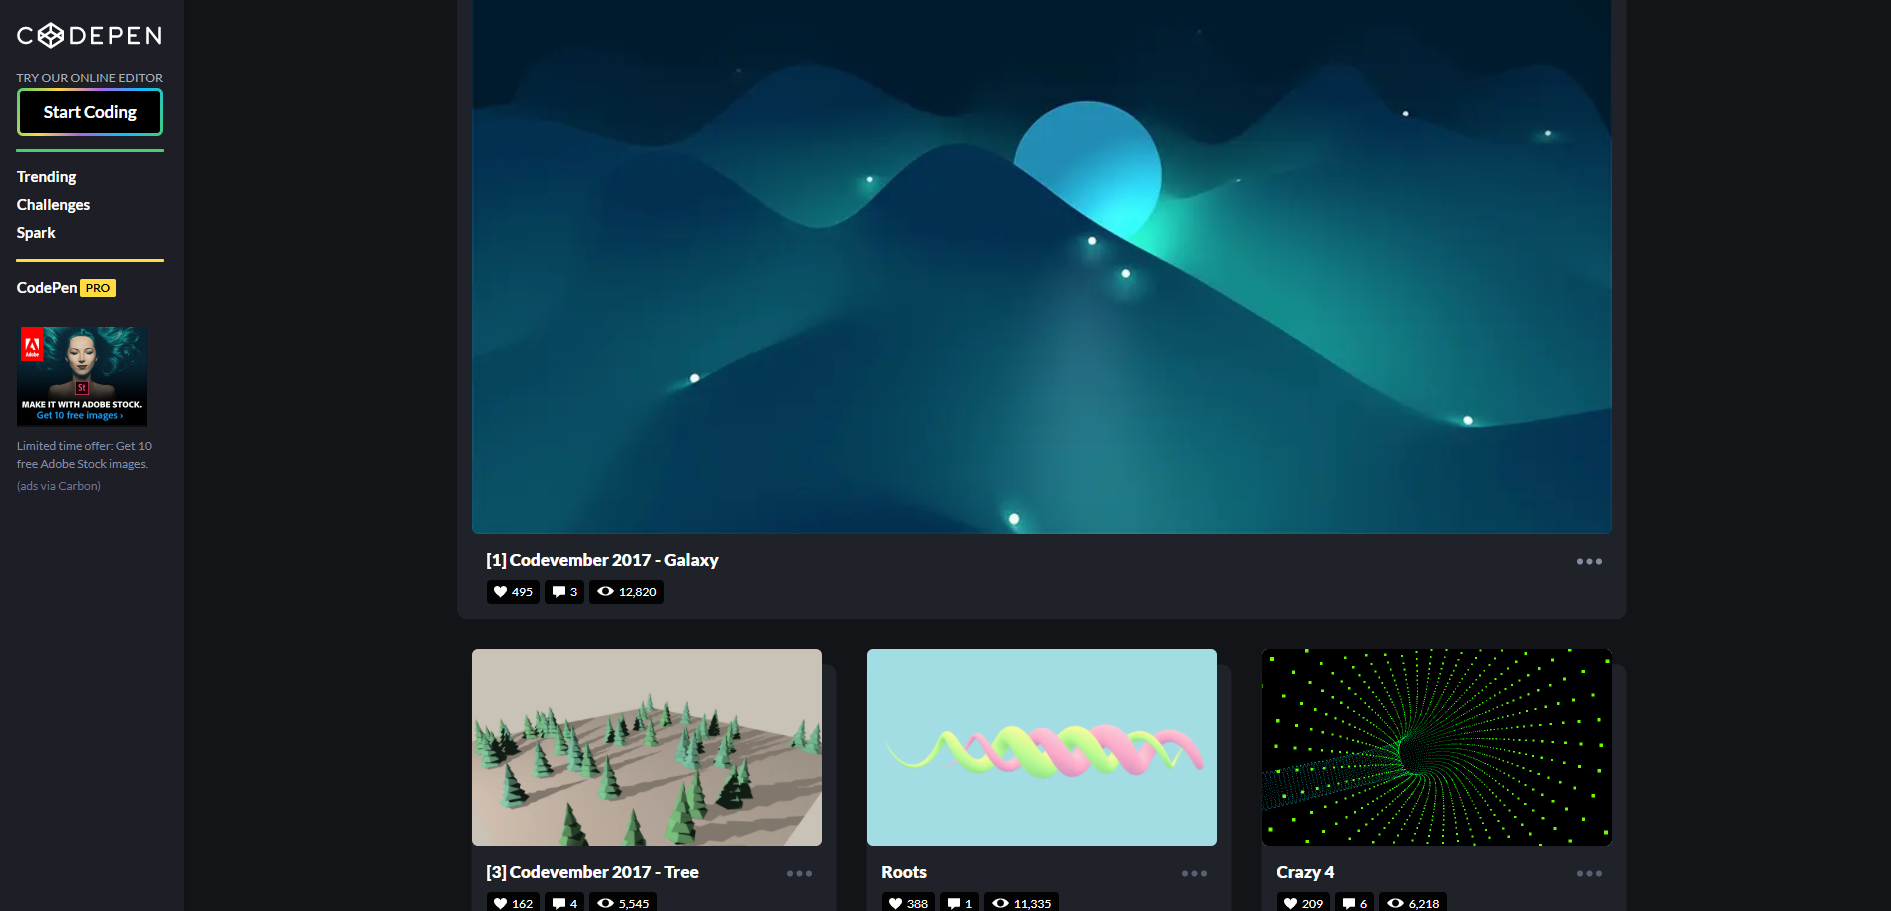 CODEPEN
TRY OUR ONLINE EDITOR
Start Coding
Trending
Challenges
Spark
CodePen PRO
Adobe
St
MAKE IT WITH ADOBE STOCK.
Get 10 free images ›
Limited time offer: Get 10
free Adobe Stock images.
(ads via Carbon)
[1] Codevember 2017 - Galaxy
495 3 12,820
[3] Codevember 2017 - Tree
162 4 5,545
Roots
388 1 11,335
Crazy 4
209 6 6,218